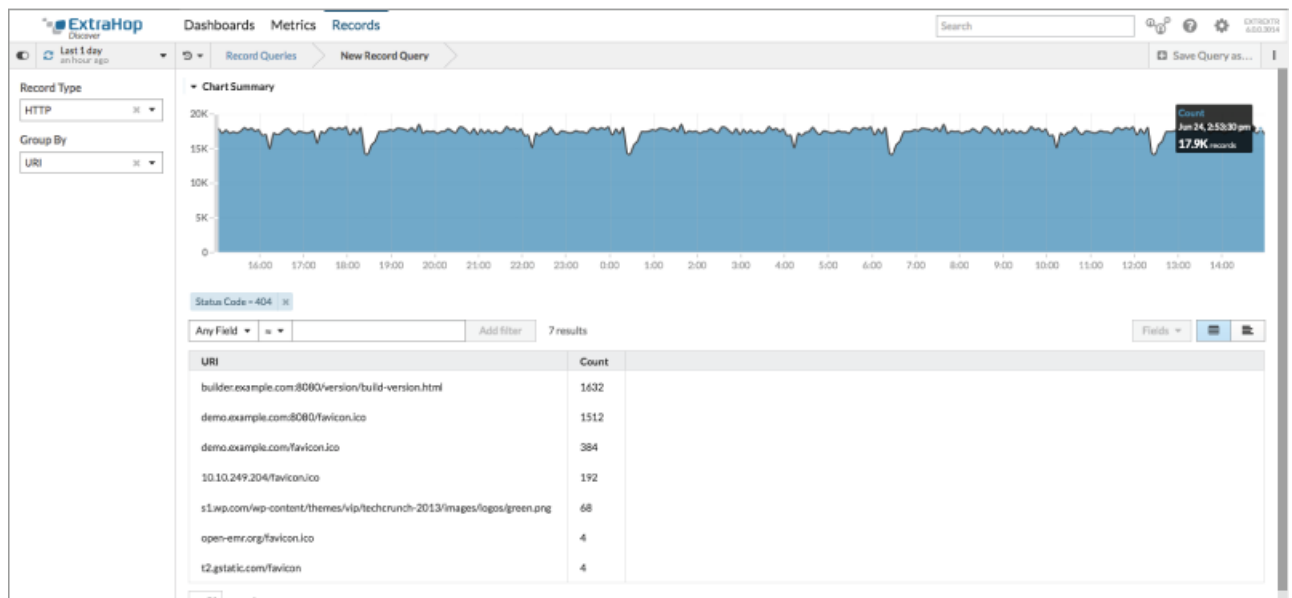 ExtraHop
Discover
Dashboards Metrics Records
Search
Last 1 day
an hour ago
Record Queries
New Record Query
Save Query as...
Record Type
HTTP
Group By
URI
Chart Summary
20K
15K
10K
5K
0
Count
Jun 24, 2:53:30 pm
17.9K records
16:00 17:00 18:00 19:00 20:00 21:00 22:00 23:00 0:00 1:00 2:00 3:00 4:00 5:00 6:00 7:00 8:00 9:00 10:00 11:00 12:00 13:00 14:00
Status Code = 404
Any Field ≈ Add filter 7 results
Fields
URI Count
builder.example.com:8080/version/build-version.html 1632
demo.example.com:8080/favicon.ico 1512
demo.example.com/favicon.ico 384
10.10.249.204/favicon.ico 192
s1.wp.com/wp-content/themes/vip/techcrunch-2013/images/logos/green.png 68
open-emr.org/favicon.ico 4
t2.gstatic.com/favicon 4